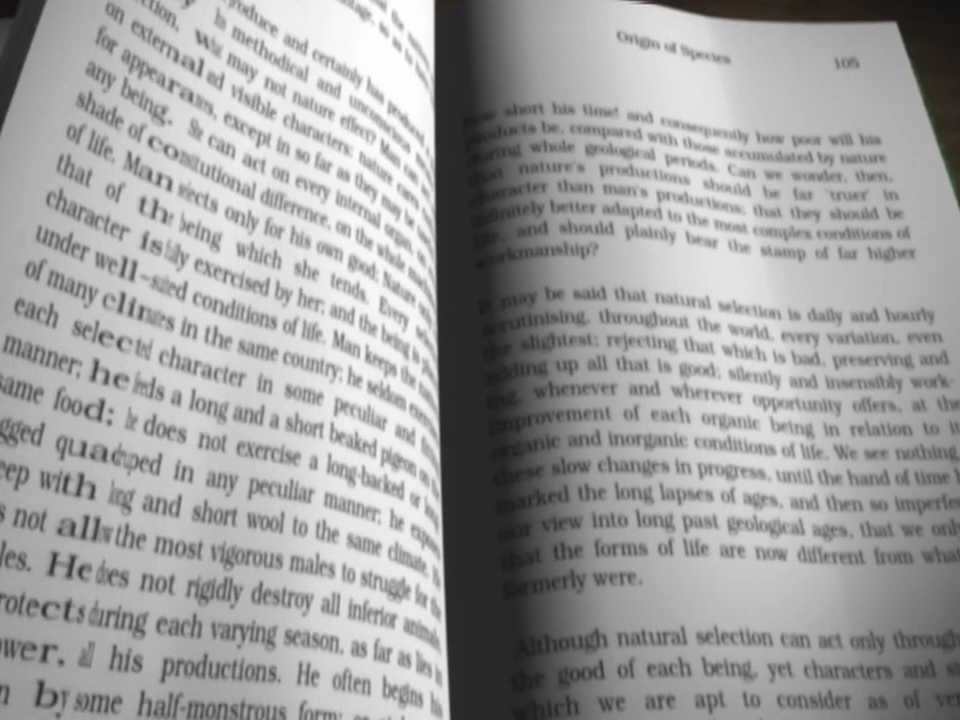 produce and certainly has produced
methodical and unconscious
may not nature effect? Man can
on external and visible characters: nature cares
for appearances, except in so far as they may be
any being. She can act on every internal organ,
shade of constitutional difference, on the whole
of life. Man selects only for his own good: Nature only
that of the being which she tends. Every
character is fully exercised by her; and the being is
under well-suited conditions of life. Man keeps the
of many climates in the same country; he seldom
each selected character in some peculiar and
manner; he feeds a long and a short beaked pigeon on the
same food; he does not exercise a long-backed or
quadruped in any peculiar manner; he
with long and short wool to the same climate.
not allow the most vigorous males to struggle for the
He does not rigidly destroy all inferior animals,
protects during each varying season, as far as lies in
power, all his productions. He often begins his
by some half-monstrous form;
Origin of Species 105
short his time! and consequently how poor will his
products be, compared with those accumulated by nature
during whole geological periods. Can we wonder, then,
that nature's productions should be far 'truer' in
character than man's productions; that they should be
infinitely better adapted to the most complex conditions of
life, and should plainly bear the stamp of far higher
workmanship?
It may be said that natural selection is daily and hourly
scrutinising, throughout the world, every variation, even
the slightest; rejecting that which is bad, preserving and
adding up all that is good; silently and insensibly work-
ing, whenever and wherever opportunity offers, at the
improvement of each organic being in relation to
organic and inorganic conditions of life. We see nothing
these slow changes in progress, until the hand of time
marked the long lapses of ages, and then so
our view into long past geological ages, that we only
that the forms of life are now different from what
formerly were.
Although natural selection can act only through
the good of each being, yet characters and
which we are apt to consider as of